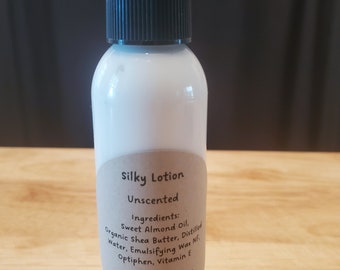 Silky Lotion
Unscented
Ingredients:
Sweet Almond Oil,
Organic Shea Butter, Distilled
Water, Emulsifying Wax NF,
Optiphen, Vitamin E